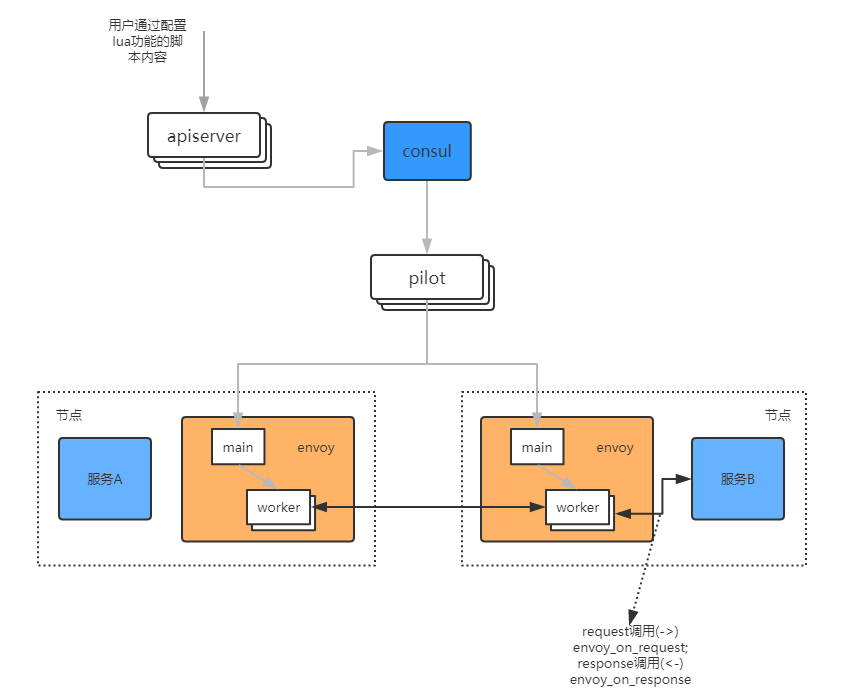 用户通过配置
lua功能的脚
本内容
apiserver
consul
pilot
节点
服务A
main
envoy
worker
节点
main
envoy
worker
服务B
request调用(->)
envoy_on_request;
response调用(<-)
envoy_on_response